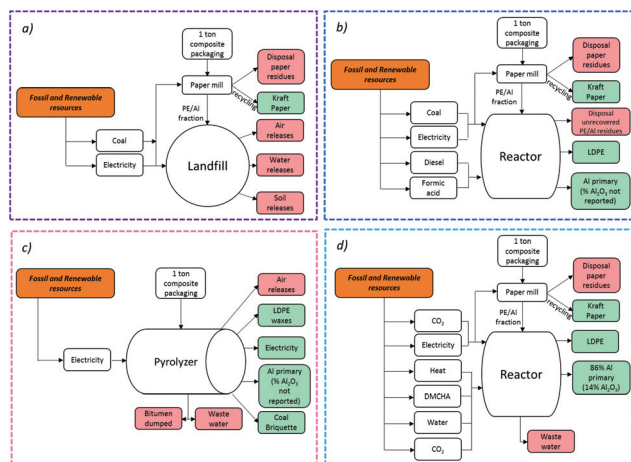 a)
1 ton
composite
packaging
Paper mill
Disposal
paper
residues
recycling
Kraft
Paper
PE/Al
fraction
Fossil and Renewable
resources
Coal
Electricity
Landfill
Air
releases
Water
releases
Soil
releases
b)
1 ton
composite
packaging
Paper mill
Disposal
paper
residues
recycling
Kraft
Paper
PE/Al
fraction
Fossil and Renewable
resources
Coal
Electricity
Diesel
Formic
acid
Reactor
Disposal
unrecovered
PE/Al residues
LDPE
Al primary
(% Al₂O₃ not
reported)
c)
Fossil and Renewable
resources
1 ton
composite
packaging
Electricity
Pyrolyzer
Air
releases
LDPE
waxes
Electricity
Al primary
(% Al₂O₃
not
reported)
Coal
Briquette
Bitumen
dumped
Waste
water
d)
1 ton
composite
packaging
Paper mill
Disposal
paper
residues
recycling
Kraft
Paper
PE/Al
fraction
Fossil and Renewable
resources
CO₂
Electricity
Heat
DMCHA
Water
CO₂
Reactor
LDPE
86% Al
primary
(14% Al₂O₃)
Waste
water